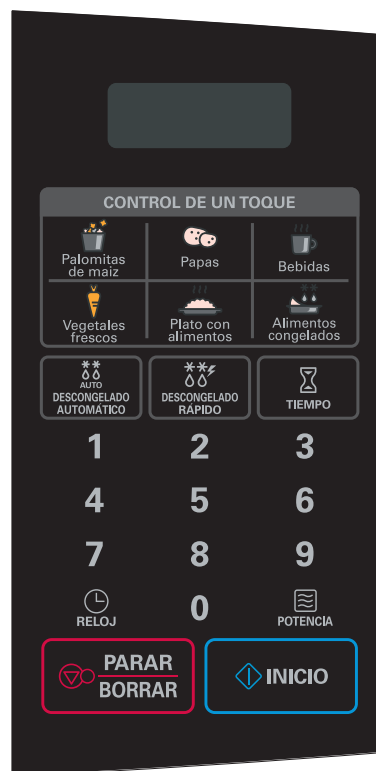 CONTROL DE UN TOQUE
Palomitas
de maiz
Papas
Bebidas
Vegetales
frescos
Plato con
alimentos
Alimentos
congelados
AUTO
DESCONGELADO
AUTOMÁTICO
DESCONGELADO
RÁPIDO
TIEMPO
1 2 3
4 5 6
7 8 9
RELOJ
0
POTENCIA
PARAR
BORRAR
INICIO